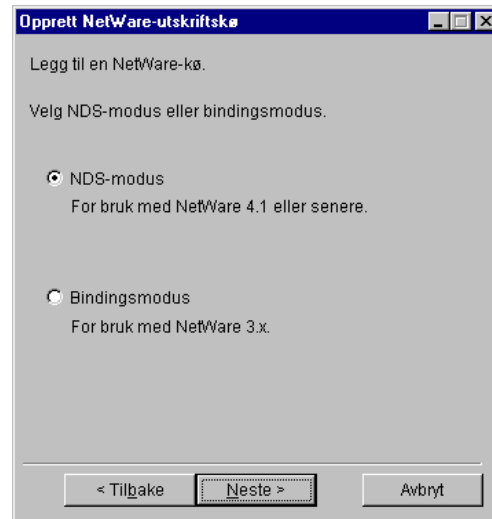 Opprett NetWare-utskriftskø
Legg til en NetWare-kø.
Velg NDS-modus eller bindingsmodus.
NDS-modus
For bruk med NetWare 4.1 eller senere.
Bindingsmodus
For bruk med NetWare 3.x.
< Tilbake
Neste >
Avbryt